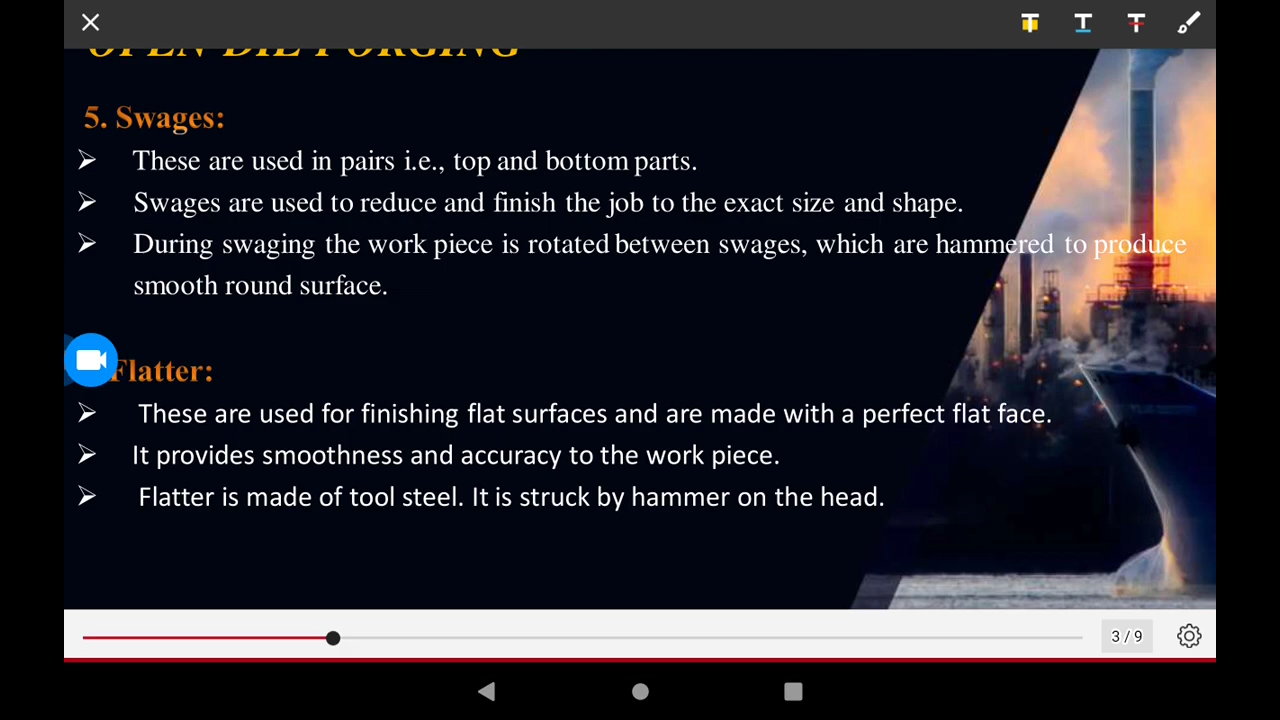 OPEN DIE FORGING
5. Swages:
➢ These are used in pairs i.e., top and bottom parts.
➢ Swages are used to reduce and finish the job to the exact size and shape.
➢ During swaging the work piece is rotated between swages, which are hammered to produce
smooth round surface.
Flatter:
➢ These are used for finishing flat surfaces and are made with a perfect flat face.
➢ It provides smoothness and accuracy to the work piece.
➢ Flatter is made of tool steel. It is struck by hammer on the head.
3 / 9